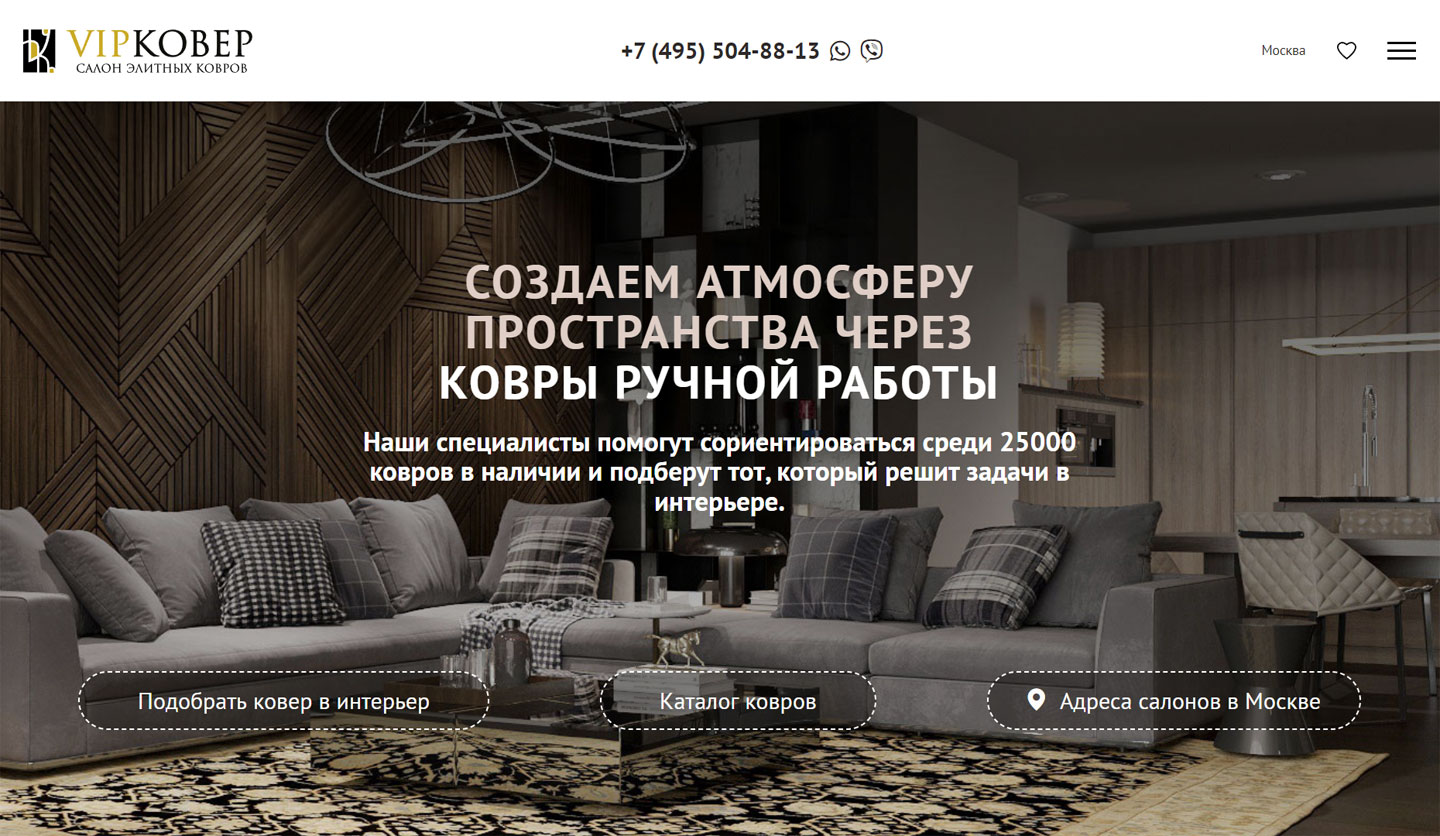 VIPКОВЕР
САЛОН ЭЛИТНЫХ КОВРОВ
+7 (495) 504-88-13
Москва
СОЗДАЕМ АТМОСФЕРУ
ПРОСТРАНСТВА ЧЕРЕЗ
КОВРЫ РУЧНОЙ РАБОТЫ
Наши специалисты помогут сориентироваться среди 25000
ковров в наличии и подберут тот, который решит задачи в
интерьере.
Подобрать ковер в интерьер
Каталог ковров
Адреса салонов в Москве